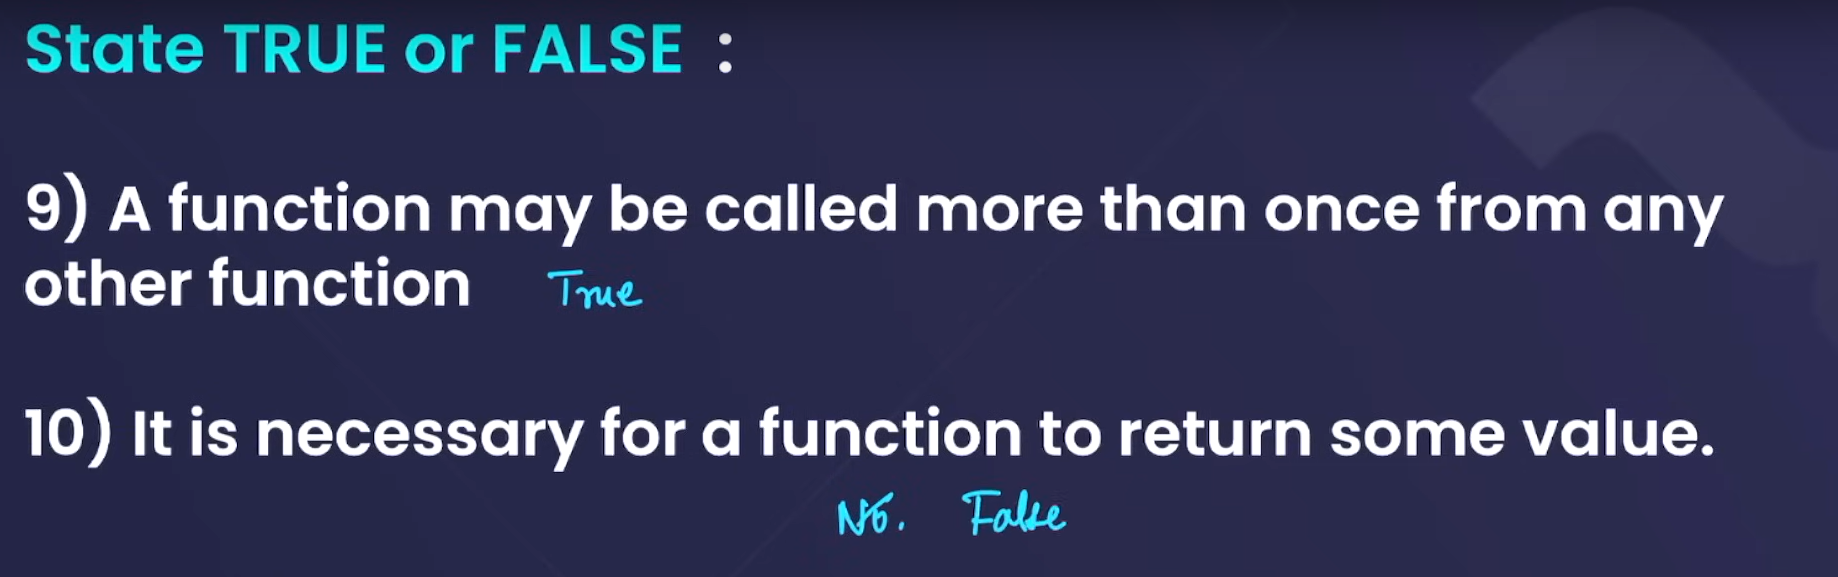 State TRUE or FALSE :
9) A function may be called more than once from any
other function True
10) It is necessary for a function to return some value.
No. False